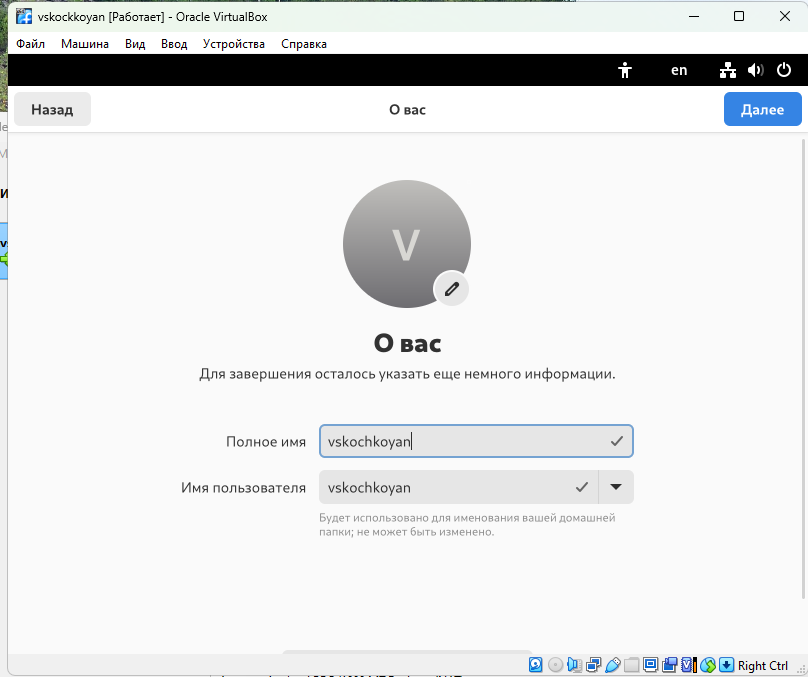 vskockkoyan [Работает] - Oracle VirtualBox
Файл Машина Вид Ввод Устройства Справка
en
Назад О вас Далее
V
О вас
Для завершения осталось указать еще немного информации.
Полное имя vskochkoyan
Имя пользователя vskochkoyan
Будет использовано для именования вашей домашней
папки; не может быть изменено.
Right Ctrl